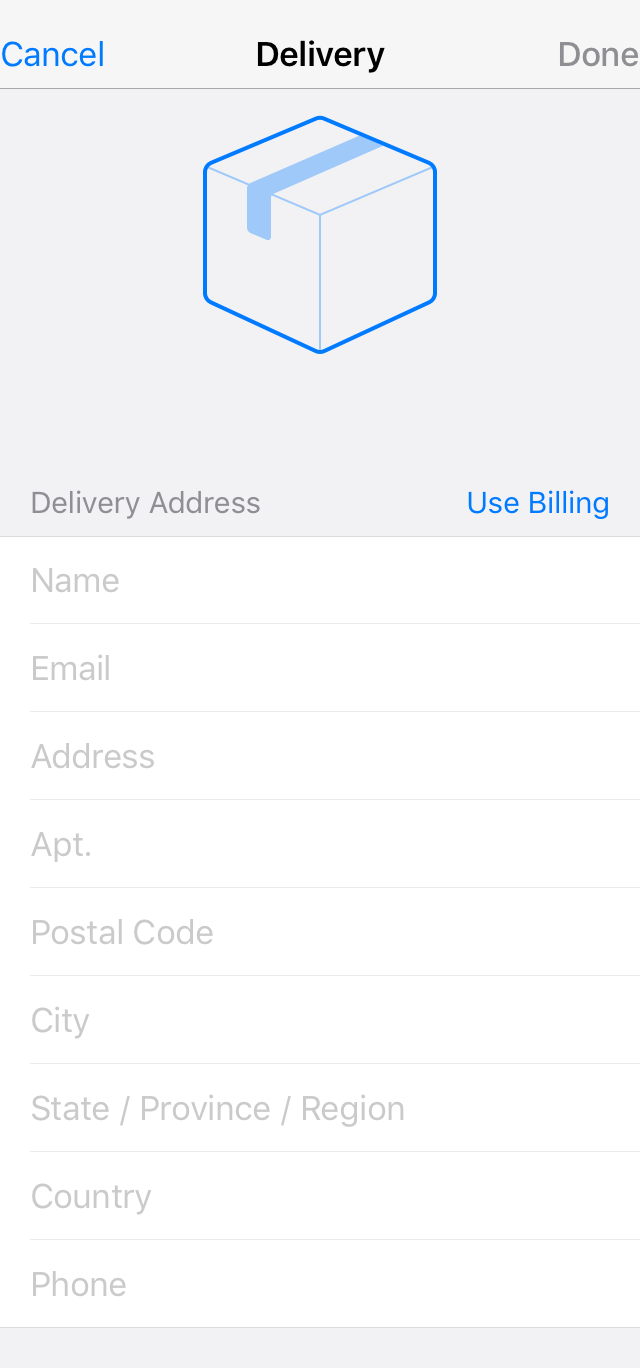 Cancel Delivery Done
Delivery Address Use Billing
Name
Email
Address
Apt.
Postal Code
City
State / Province / Region
Country
Phone